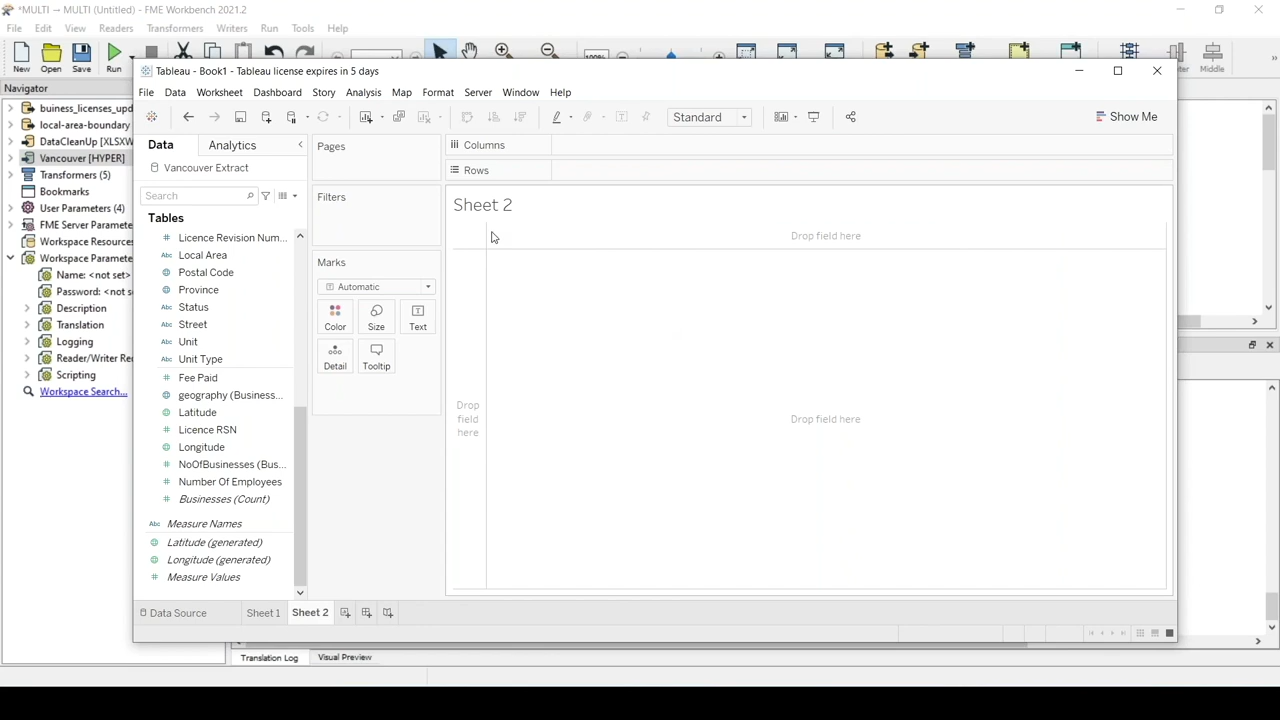 *MULTI → MULTI (Untitled) - FME Workbench 2021.2
File Edit View Readers Transformers Writers Run Tools Help
New Open Save Run Middle
Navigator
Tableau - Book1 - Tableau license expires in 5 days
File Data Worksheet Dashboard Story Analysis Map Format Server Window Help
Standard Show Me
buiness_licenses_upd
local-area-boundary
DataCleanUp [XLSXW
Vancouver [HYPER]
Transformers (5)
Bookmarks
User Parameters (4)
FME Server Paramete
Workspace Resources
Workspace Paramete
Name: <not set>
Password: <not s
Description
Translation
Logging
Reader/Writer Re
Scripting
Workspace Search...
Data Analytics
Vancouver Extract
Search
Tables
Licence Revision Num...
Local Area
Postal Code
Province
Status
Street
Unit
Unit Type
Fee Paid
geography (Business...
Latitude
Licence RSN
Longitude
NoOfBusinesses (Bus...
Number Of Employees
Businesses (Count)
Measure Names
Latitude (generated)
Longitude (generated)
Measure Values
Pages
Filters
Marks
Automatic
Color Size Text
Detail Tooltip
Columns
Rows
Sheet 2
Drop field here
Drop
field
here
Drop field here
Data Source Sheet 1 Sheet 2
Translation Log Visual Preview